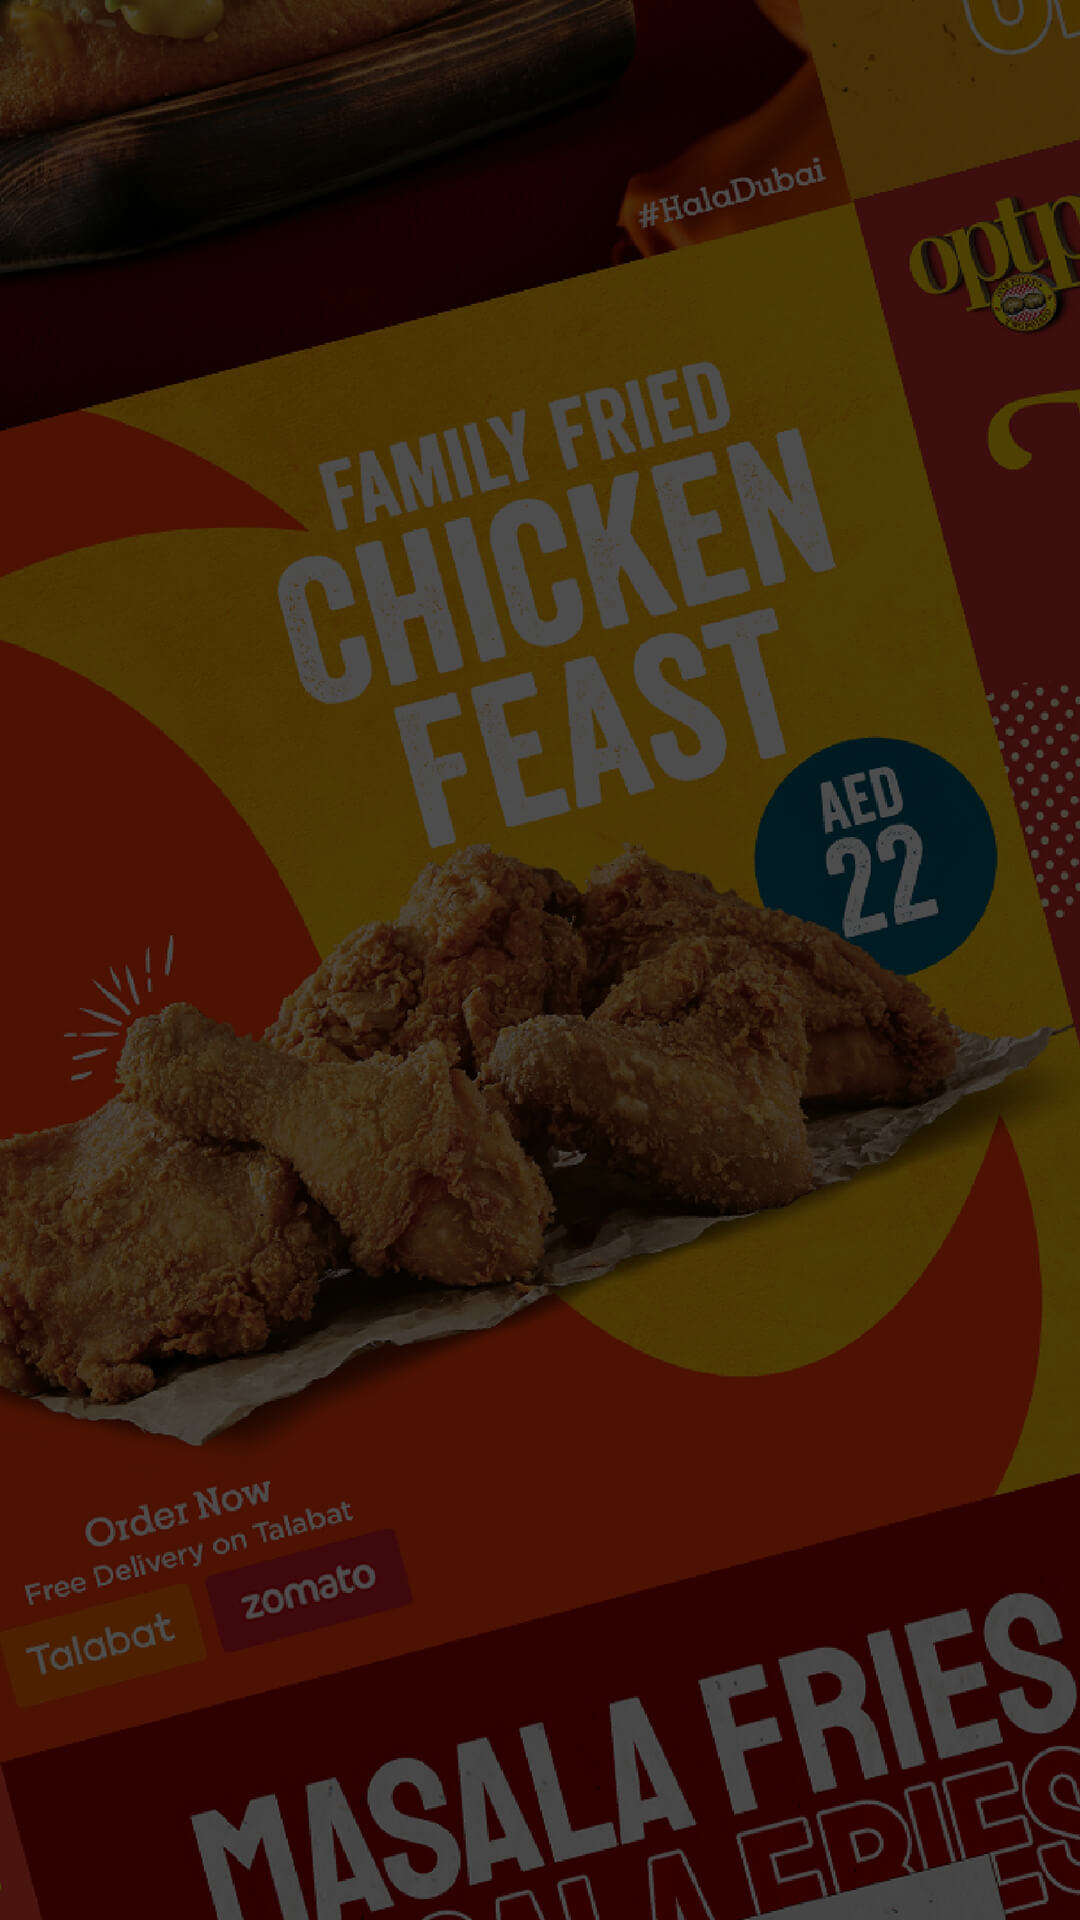 #HalaDubai
FAMILY FRIED
CHICKEN
FEAST
AED
22
Order Now
Free Delivery on Talabat
Talabat
zomato
MASALA FRIES